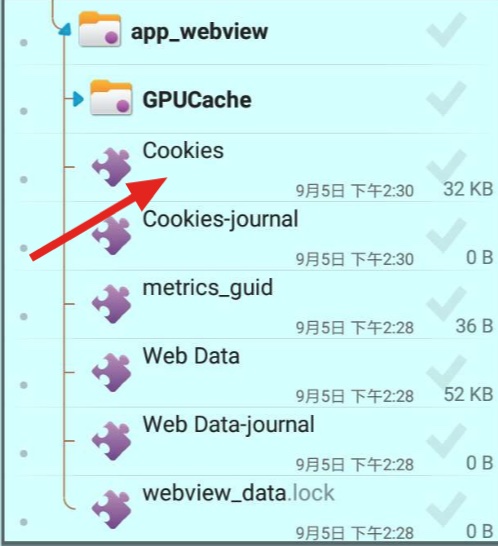 app_webview
GPUCache
Cookies
9月5日 下午2:30 32 KB
Cookies-journal
9月5日 下午2:30 0 B
metrics_guid
9月5日 下午2:28 36 B
Web Data
9月5日 下午2:28 52 KB
Web Data-journal
9月5日 下午2:28 0 B
webview_data.lock
9月5日 下午2:28 0 B